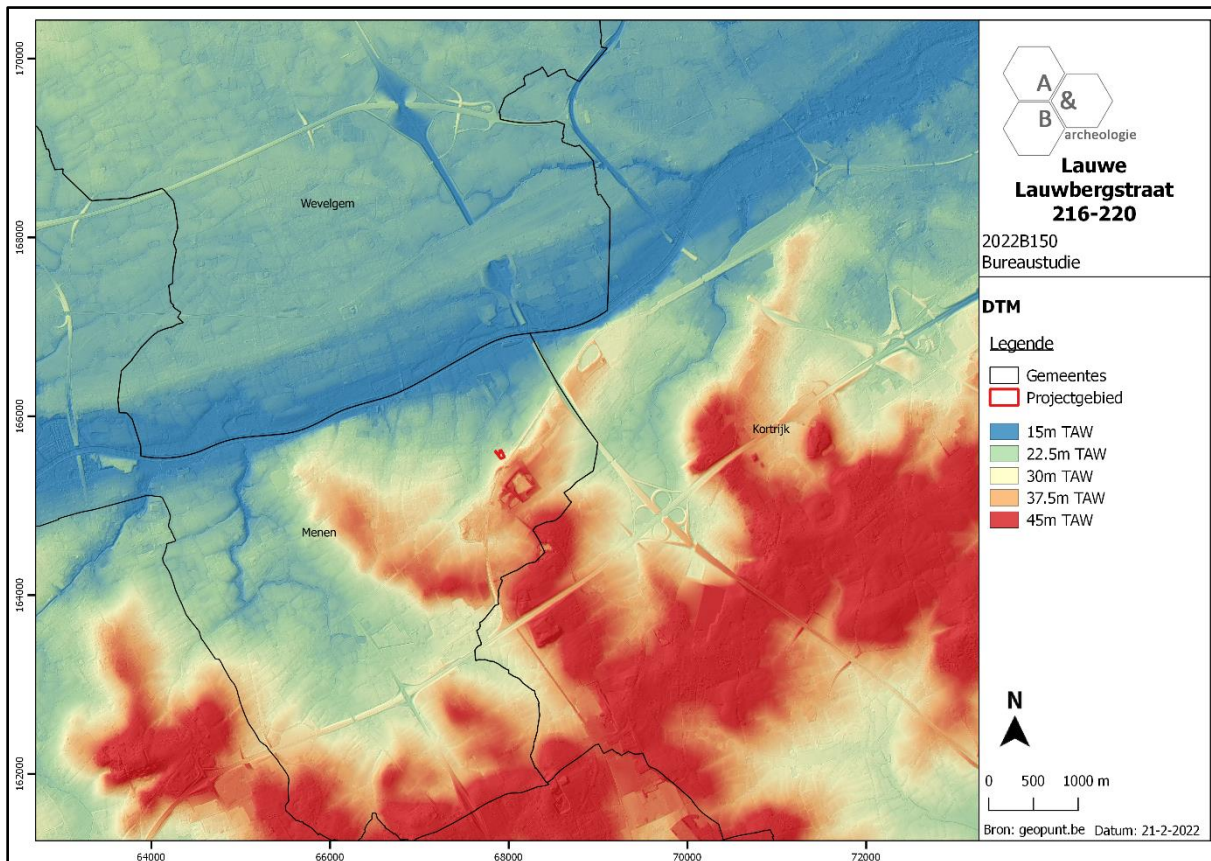 A
&
B
archeologie
Lauwe
Lauwbergstraat
216-220
2022B150
Bureaustudie
DTM
Legende
Gemeentes
Projectgebied
15m TAW
22.5m TAW
30m TAW
37.5m TAW
45m TAW
N
0 500 1000 m
Bron: geopunt.be Datum: 21-2-2022
Wevelgem
Kortrijk
Menen
170000
168000
166000
164000
162000
64000 66000 68000 70000 72000